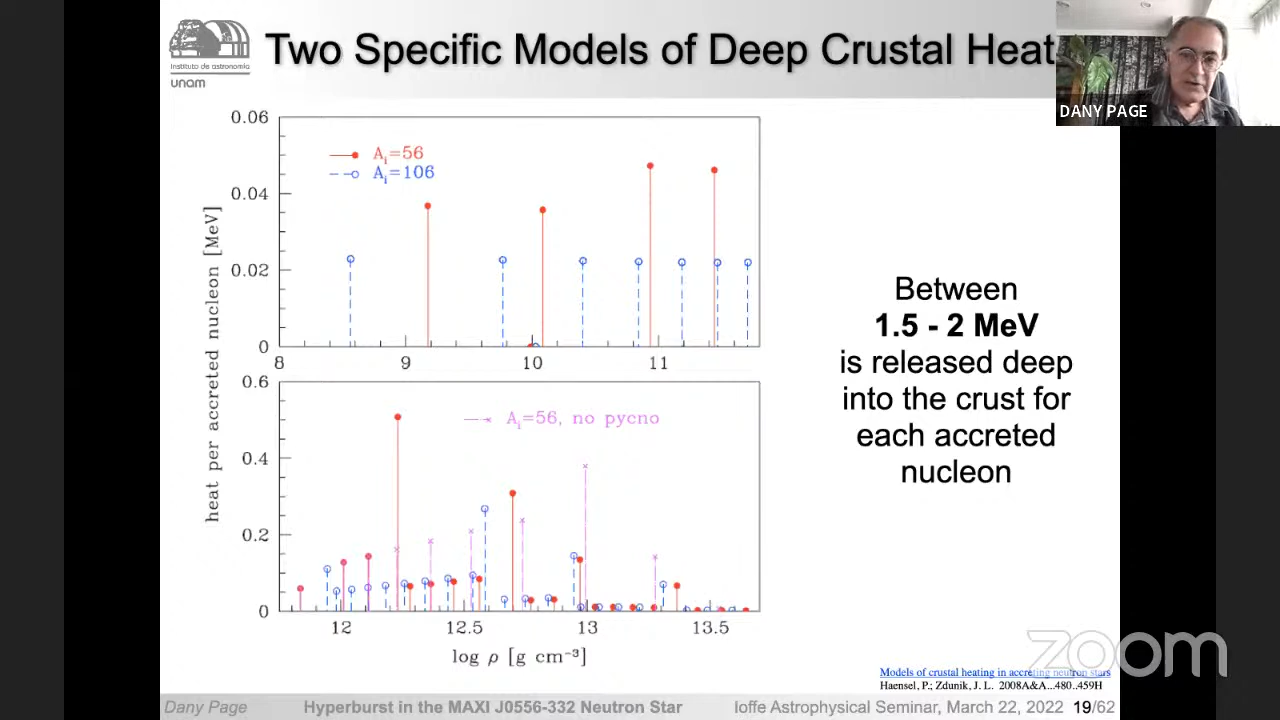 Instituto de astronomía
unam
Two Specific Models of Deep Crustal Heat
DANY PAGE
heat per accreted nucleon [MeV]
0.06
0.04
0.02
0
Ai=56
Ai=106
8 9 10 11
0.6
0.4
0.2
0
Ai=56, no pycno
12 12.5 13 13.5
log ρ [g cm⁻³]
Between
1.5 - 2 MeV
is released deep
into the crust for
each accreted
nucleon
zoom
Models of crustal heating in accreting neutron stars
Haensel, P.; Zdunik, J. L. 2008A&A...480..459H
Dany Page Hyperburst in the MAXI J0556-332 Neutron Star Ioffe Astrophysical Seminar, March 22, 2022 19/62